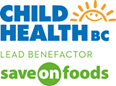 CHILD
HEALTH BC
LEAD BENEFACTOR
save on foods